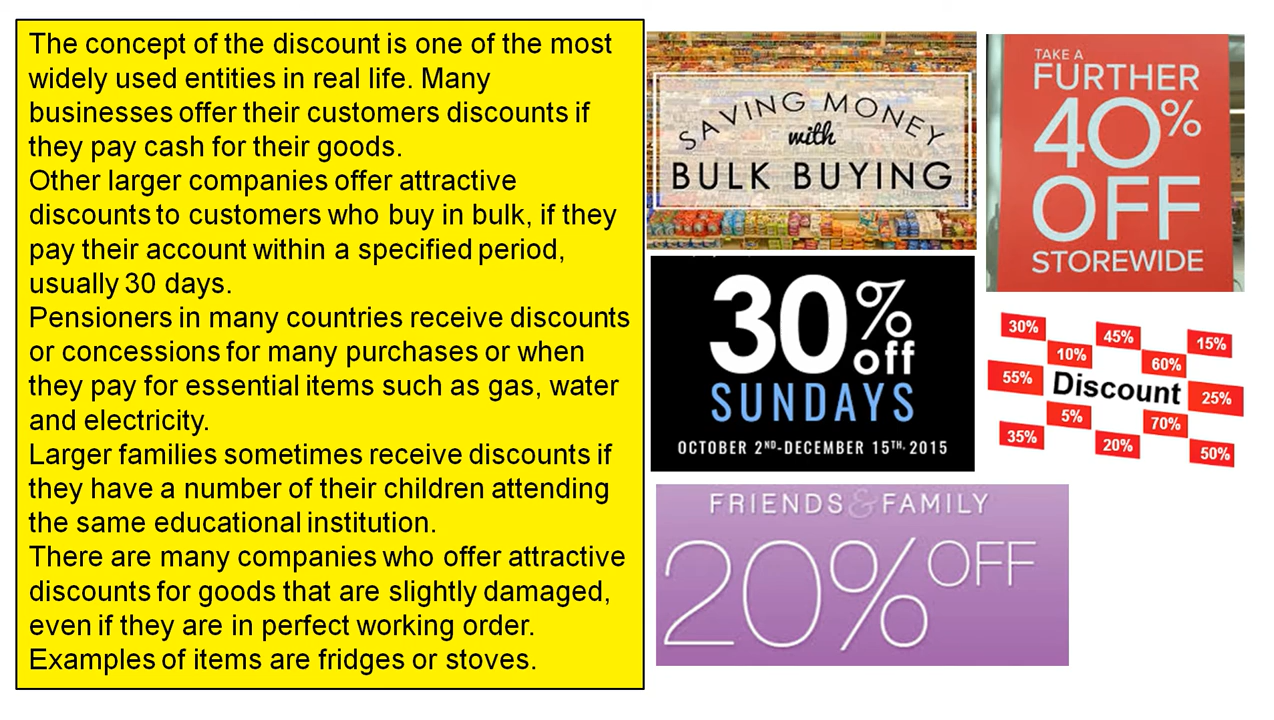 The concept of the discount is one of the most
widely used entities in real life. Many
businesses offer their customers discounts if
they pay cash for their goods.
Other larger companies offer attractive
discounts to customers who buy in bulk, if they
pay their account within a specified period,
usually 30 days.
Pensioners in many countries receive discounts
or concessions for many purchases or when
they pay for essential items such as gas, water
and electricity.
Larger families sometimes receive discounts if
they have a number of their children attending
the same educational institution.
There are many companies who offer attractive
discounts for goods that are slightly damaged,
even if they are in perfect working order.
Examples of items are fridges or stoves.
SAVING MONEY
with
BULK BUYING
TAKE A
FURTHER
40%
OFF
STOREWIDE
30% off
SUNDAYS
OCTOBER 2ND-DECEMBER 15TH, 2015
30% 45% 15%
10% 60%
55% Discount 25%
5% 70%
35% 20% 50%
FRIENDS & FAMILY
20% OFF